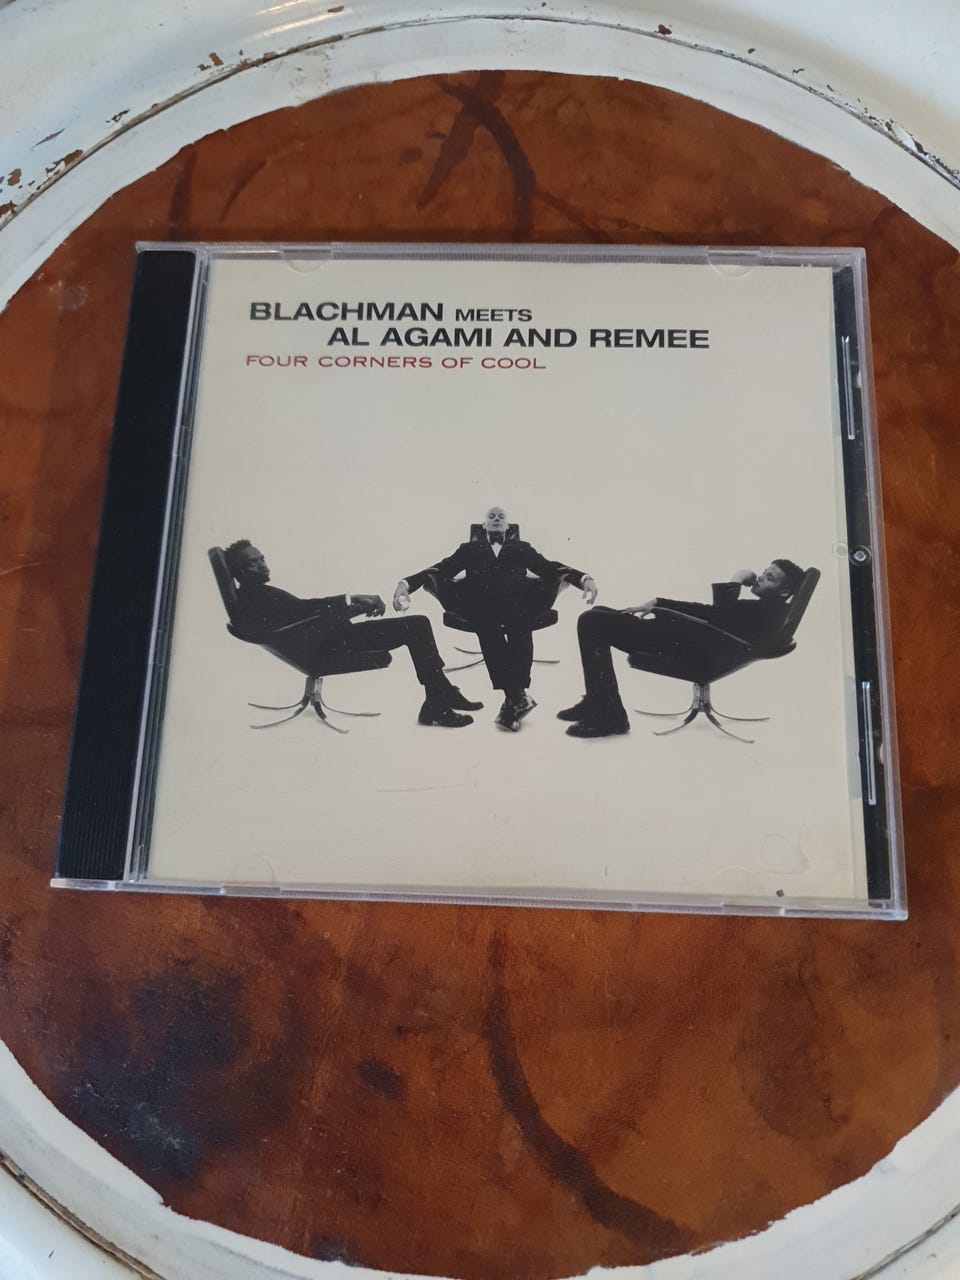 BLACHMAN MEETS
AL AGAMI AND REMEE
FOUR CORNERS OF COOL